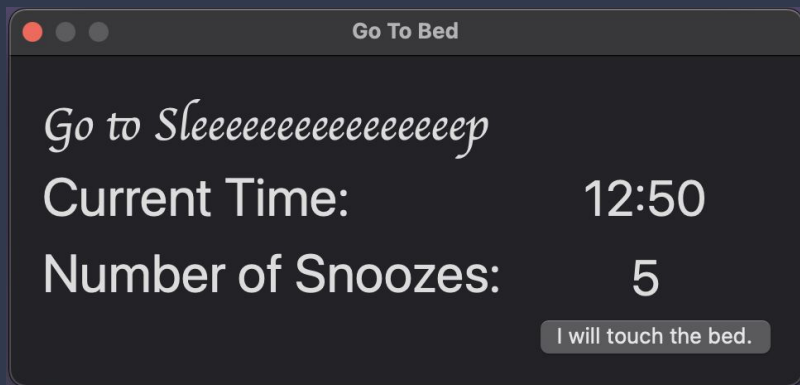 Go To Bed
Go to Sleeeeeeeeeeeeeeeep
Current Time: 12:50
Number of Snoozes: 5
I will touch the bed.